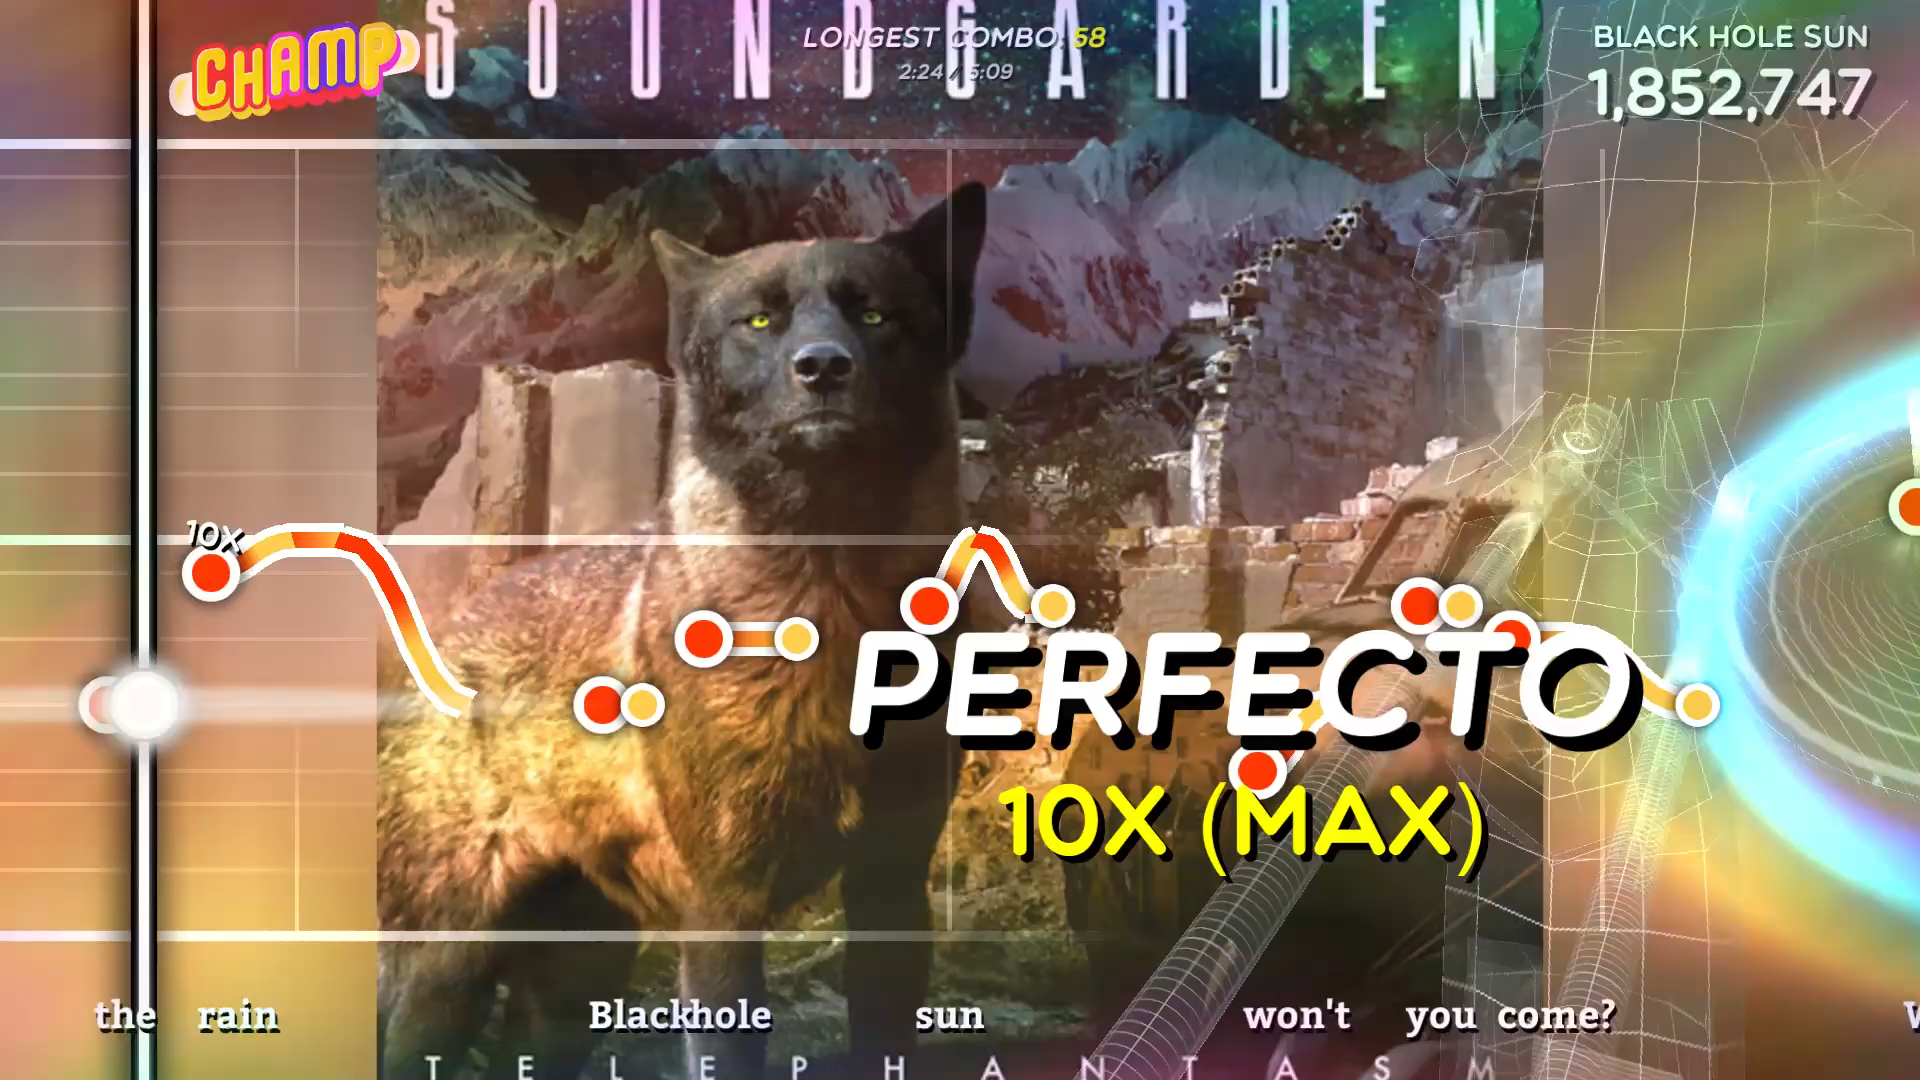 CHAMP
SOUNDGARDEN
LONGEST COMBO: 58
2:24 / 5:09
BLACK HOLE SUN
1,852,747
10X
PERFECTO
10X (MAX)
the rain Blackhole sun won't you come?
TELEPHANTASM